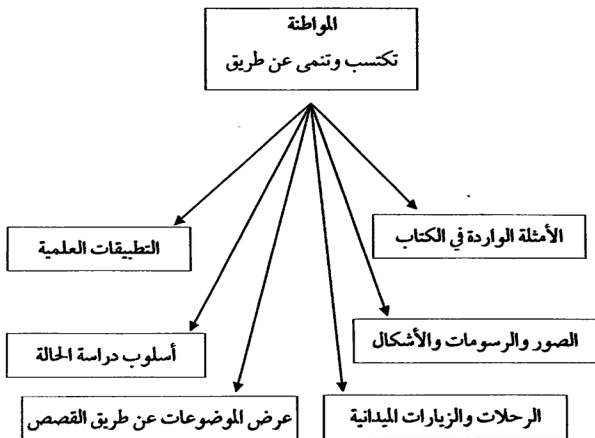 المواطنة
تكتسب وتنمى عن طريق
الأمثلة الواردة في الكتاب
التطبيقات العلمية
الصور والرسومات والأشكال
أسلوب دراسة الحالة
الرحلات والزيارات الميدانية
عرض الموضوعات عن طريق القصص